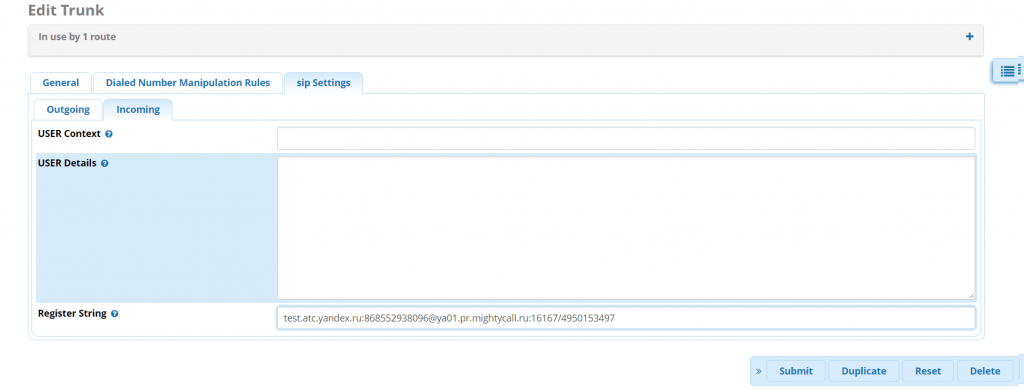 Edit Trunk
In use by 1 route
General Dialed Number Manipulation Rules sip Settings
Outgoing Incoming
USER Context
USER Details
Register String test.atc.yandex.ru:868552938096@ya01.pr.mightycall.ru:16167/4950153497
» Submit Duplicate Reset Delete